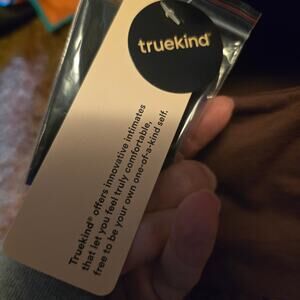 truekind®
Truekind® offers innovative intimates
that let you feel truly comfortable,
free to be your own one-of-a-kind self.